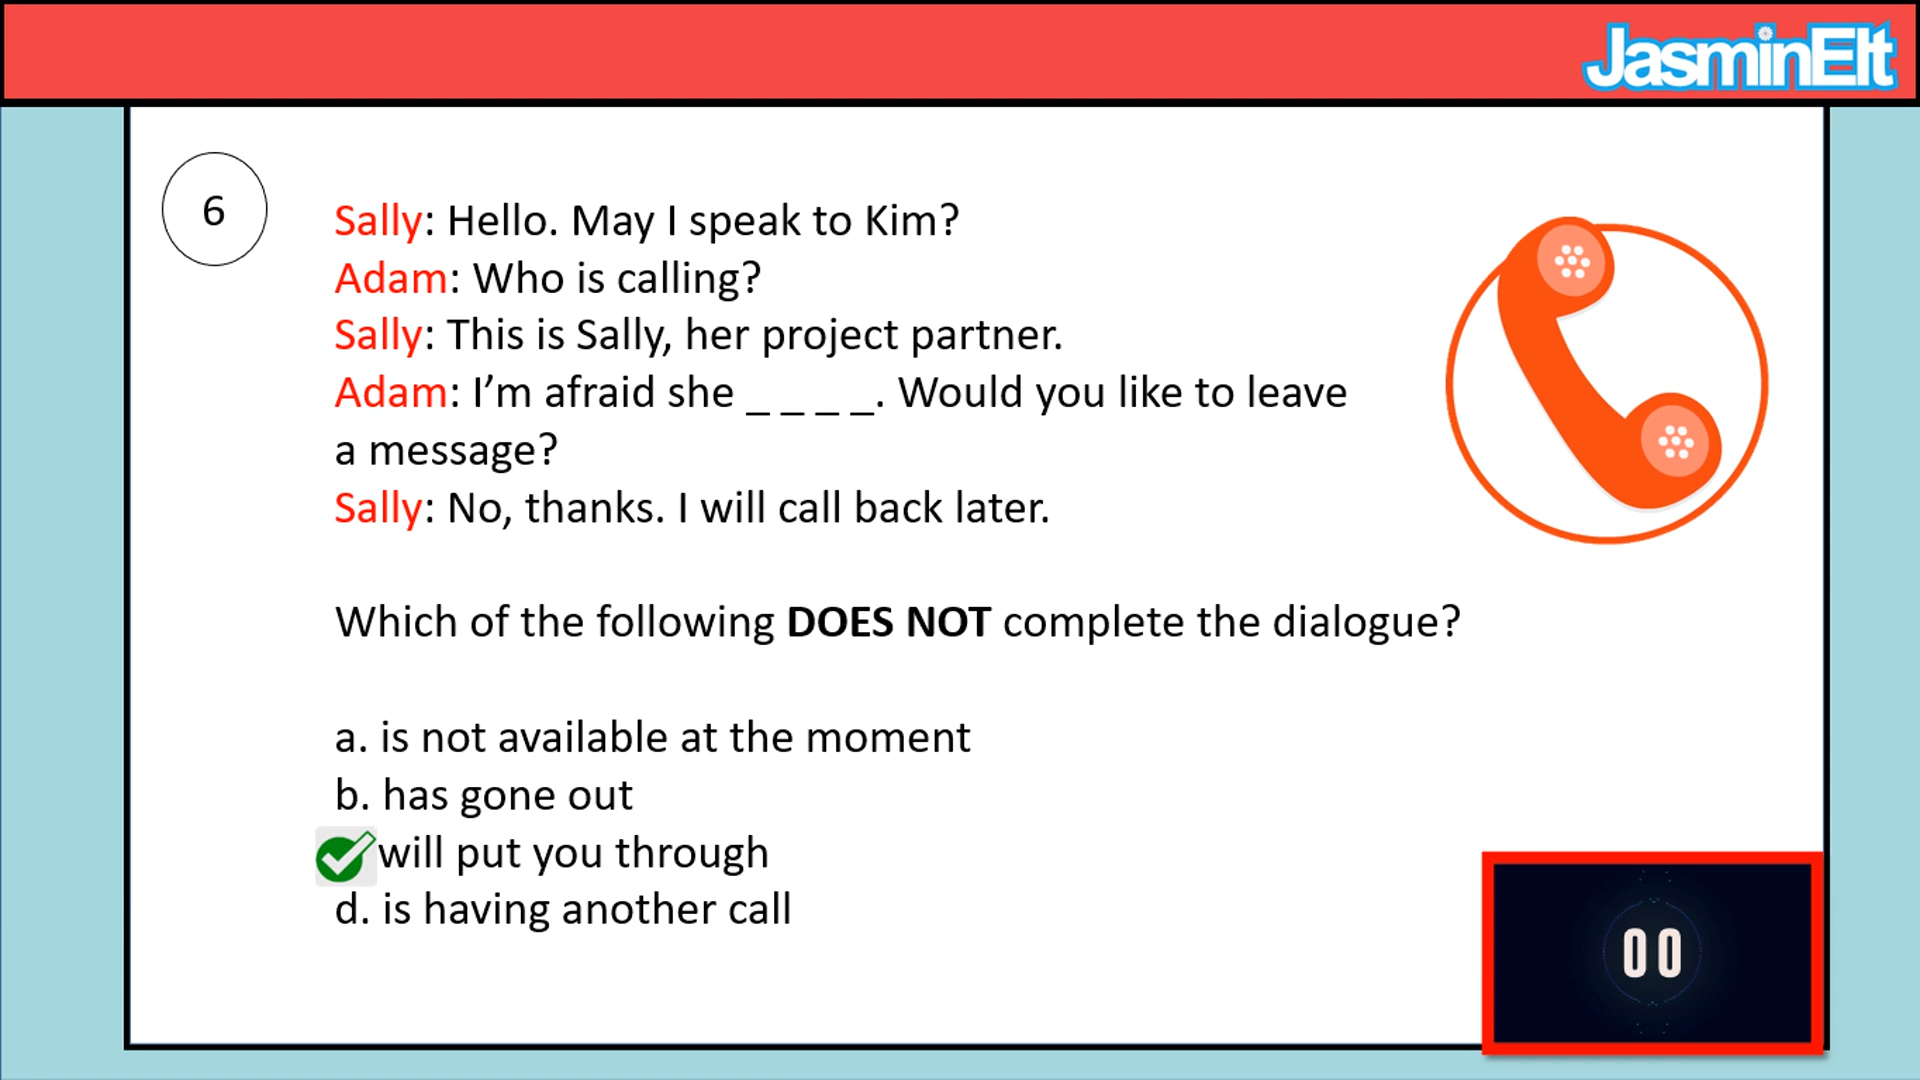 JasminElt
6
Sally: Hello. May I speak to Kim?
Adam: Who is calling?
Sally: This is Sally, her project partner.
Adam: I’m afraid she _ _ _ _. Would you like to leave
a message?
Sally: No, thanks. I will call back later.
Which of the following DOES NOT complete the dialogue?
a. is not available at the moment
b. has gone out
will put you through
d. is having another call
00